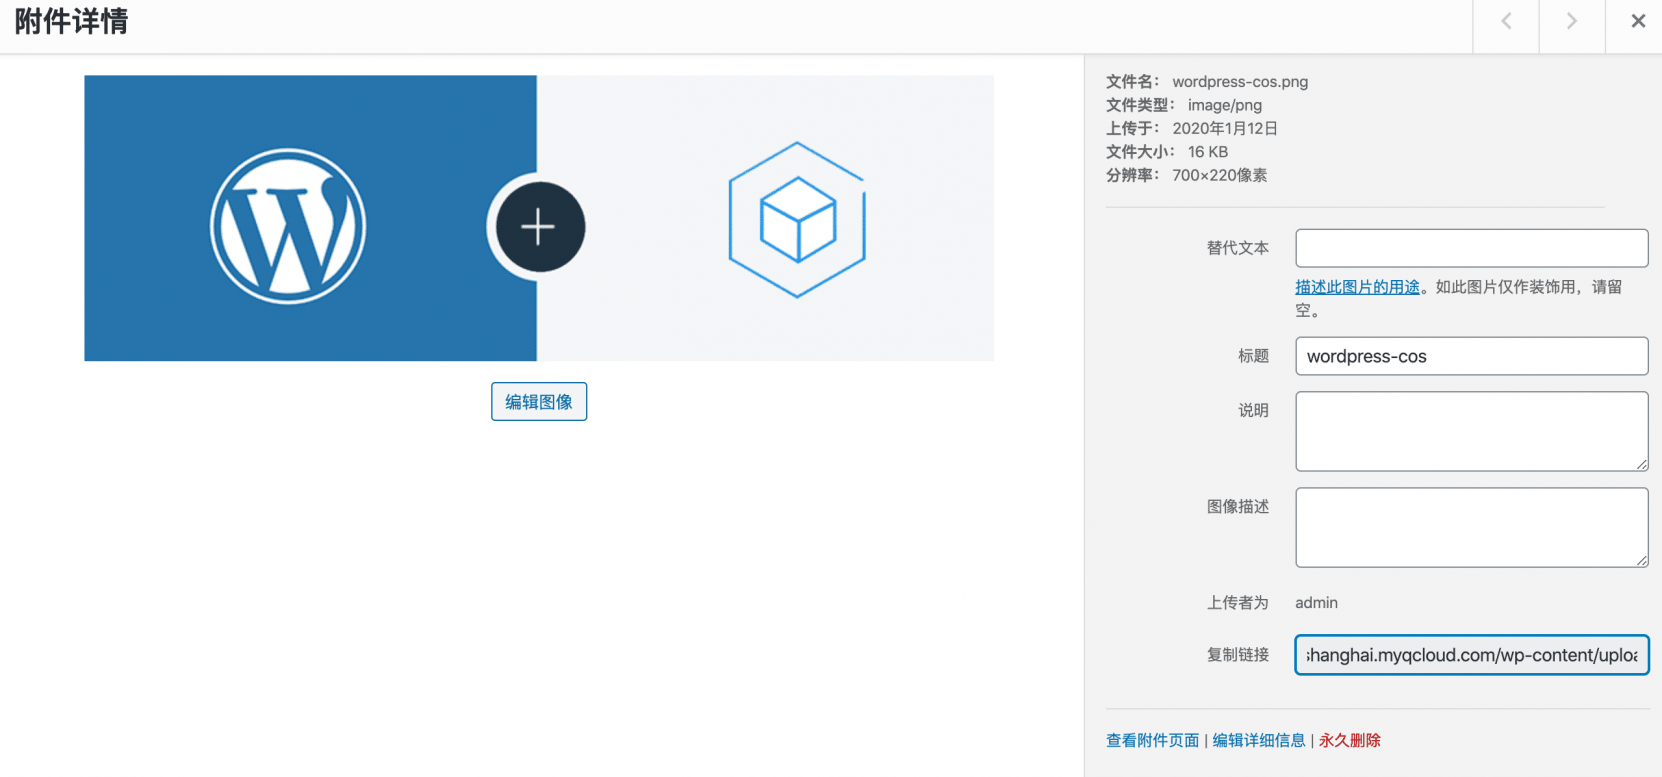 附件详情
文件名： wordpress-cos.png
文件类型： image/png
上传于： 2020年1月12日
文件大小： 16 KB
分辨率： 700×220像素
替代文本
描述此图片的用途。如此图片仅作装饰用，请留
空。
标题 wordpress-cos
说明
编辑图像
图像描述
上传者为 admin
复制链接 shanghai.myqcloud.com/wp-content/uploa
查看附件页面 | 编辑详细信息 | 永久删除